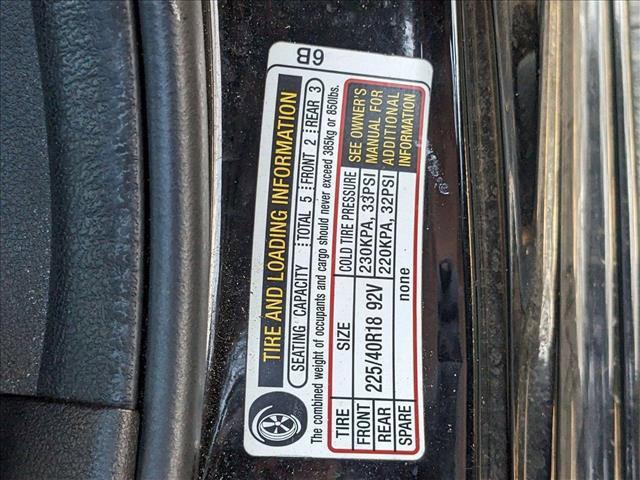 6B
TIRE AND LOADING INFORMATION
SEATING CAPACITY TOTAL 5 FRONT 2 REAR 3
The combined weight of occupants and cargo should never exceed 385kg or 850lbs.
TIRE SIZE COLD TIRE PRESSURE SEE OWNER'S MANUAL FOR ADDITIONAL INFORMATION
FRONT 225/40R18 92V 230KPA, 33PSI
REAR 220KPA, 32PSI
SPARE none